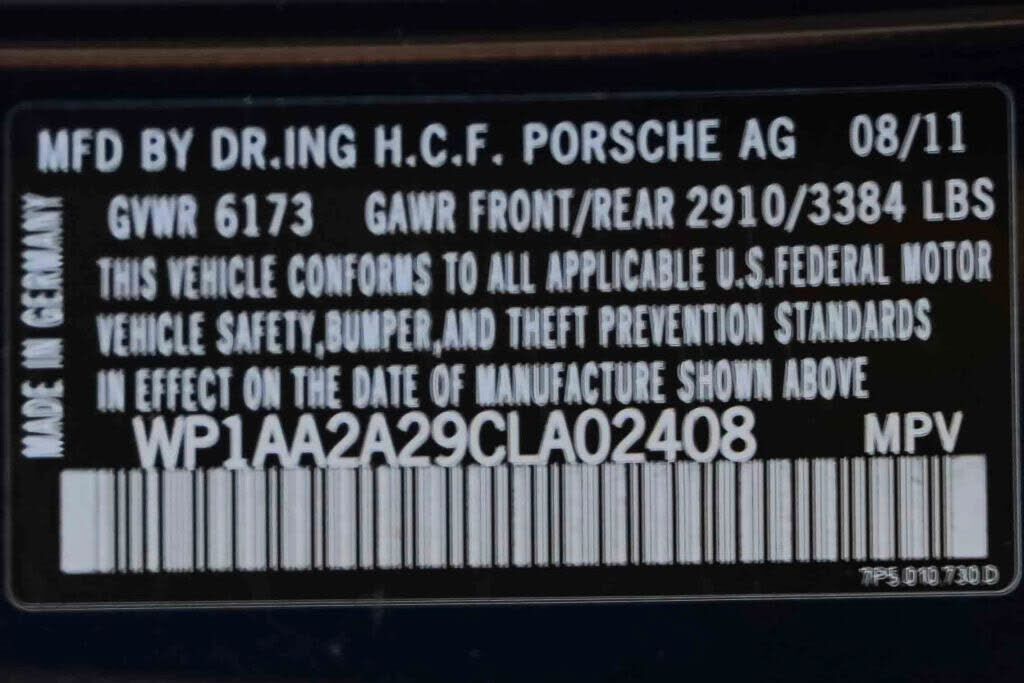 MFD BY DR.ING H.C.F. PORSCHE AG 08/11
GVWR 6173 GAWR FRONT/REAR 2910/3384 LBS
THIS VEHICLE CONFORMS TO ALL APPLICABLE U.S.FEDERAL MOTOR
VEHICLE SAFETY,BUMPER,AND THEFT PREVENTION STANDARDS
IN EFFECT ON THE DATE OF MANUFACTURE SHOWN ABOVE
MADE IN GERMANY
WP1AA2A29CLA02408 MPV
7P5.010.730.D